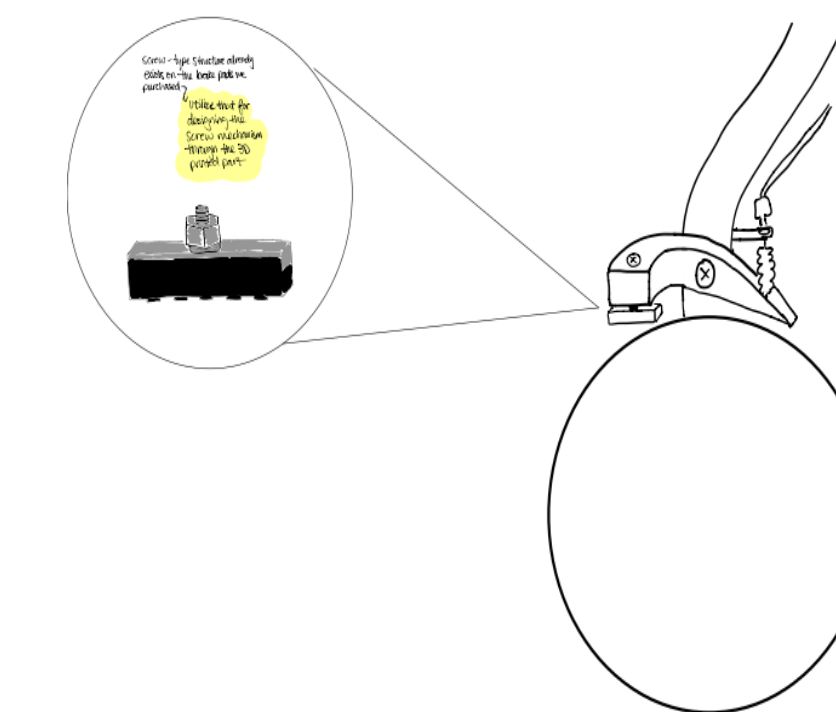 Screw-type structure already
exists on the brake pads we
purchased
Utilize that for
designing the
screw mechanism
through the 3D
printed part